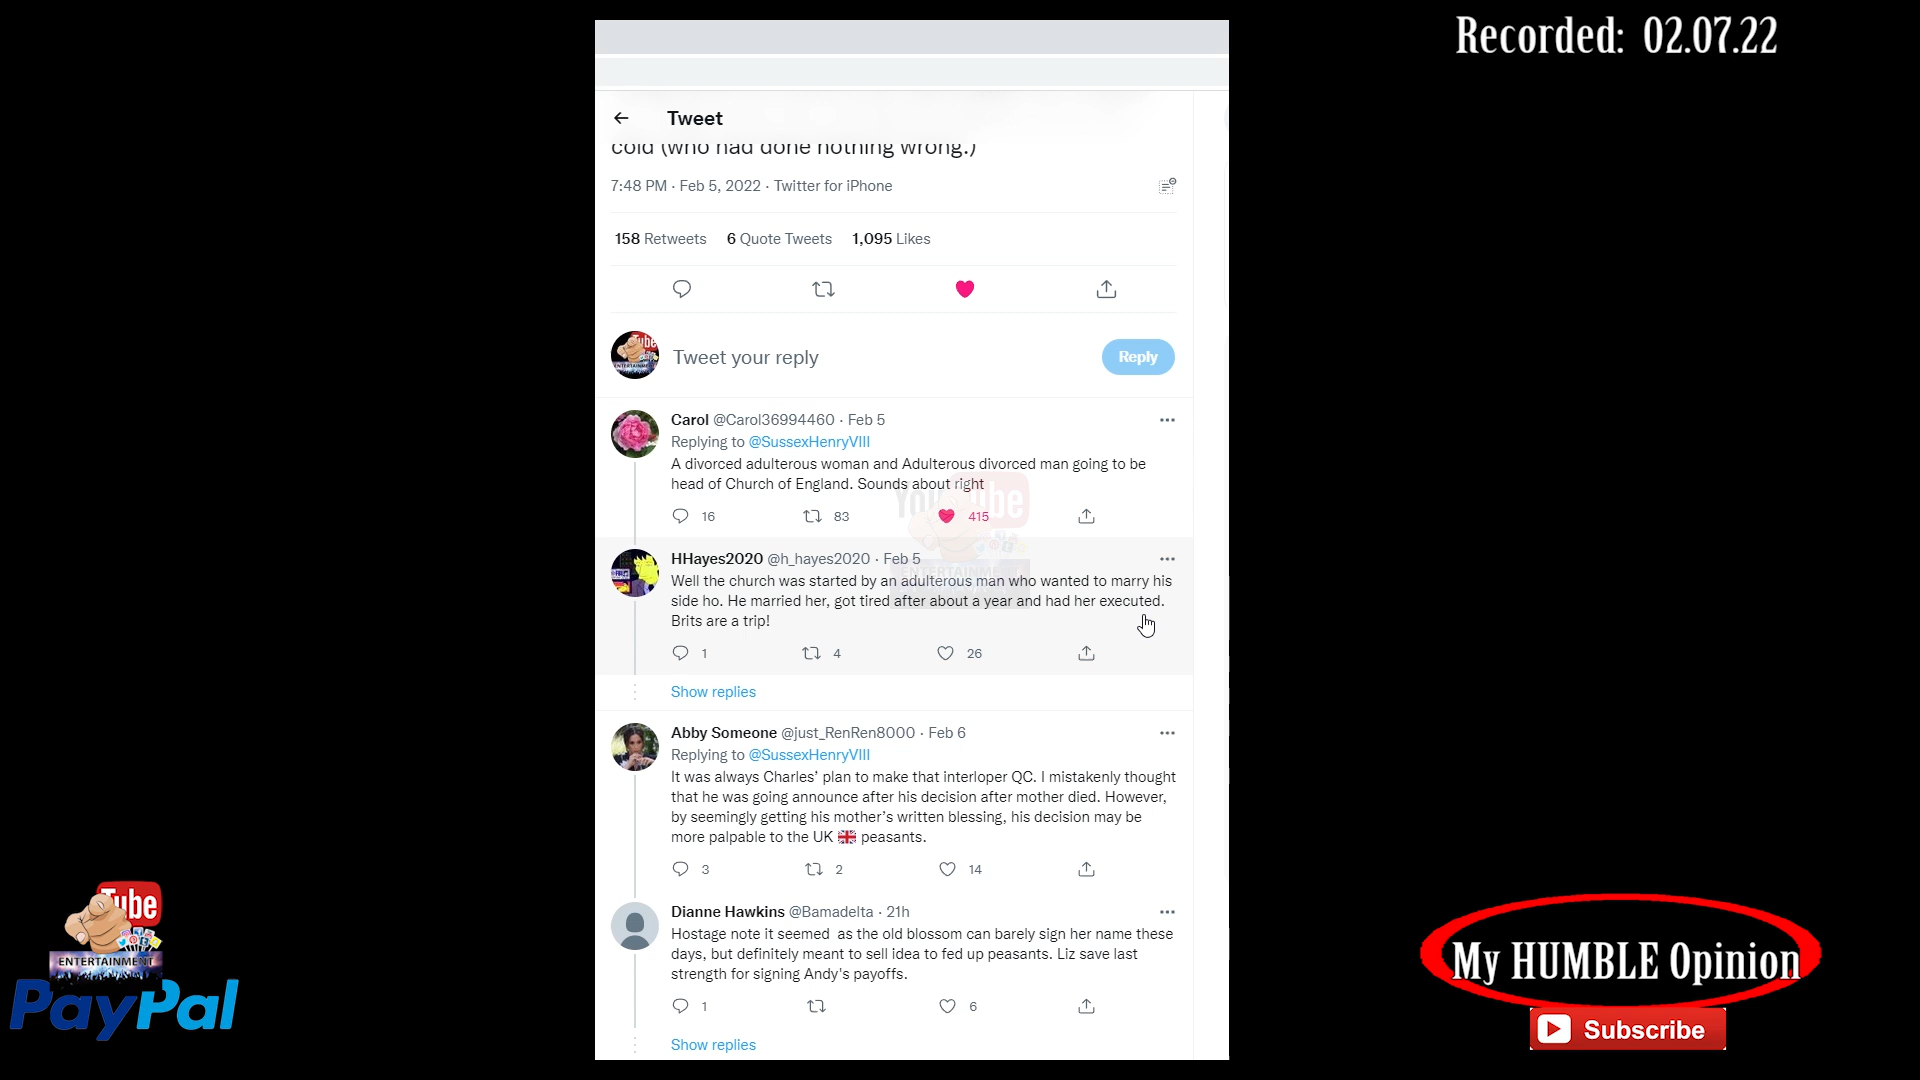 Recorded: 02.07.22
Tweet
cold (who had done nothing wrong.)
7:48 PM · Feb 5, 2022 · Twitter for iPhone
158 Retweets 6 Quote Tweets 1,095 Likes
Tweet your reply
Reply
Carol @Carol36994460 · Feb 5
Replying to @SussexHenryVIII
A divorced adulterous woman and Adulterous divorced man going to be
head of Church of England. Sounds about right
16 83 415
HHayes2020 @h_hayes2020 · Feb 5
Well the church was started by an adulterous man who wanted to marry his
side ho. He married her, got tired after about a year and had her executed.
Brits are a trip!
1 4 26
Show replies
Abby Someone @just_RenRen8000 · Feb 6
Replying to @SussexHenryVIII
It was always Charles’ plan to make that interloper QC. I mistakenly thought
that he was going announce after his decision after mother died. However,
by seemingly getting his mother’s written blessing, his decision may be
more palpable to the UK 🇬🇧 peasants.
3 2 14
Dianne Hawkins @Bamadelta · 21h
Hostage note it seemed as the old blossom can barely sign her name these
days, but definitely meant to sell idea to fed up peasants. Liz save last
strength for signing Andy's payoffs.
1 6
Show replies
Tube
ENTERTAINMENT
PayPal
My HUMBLE Opinion
Subscribe